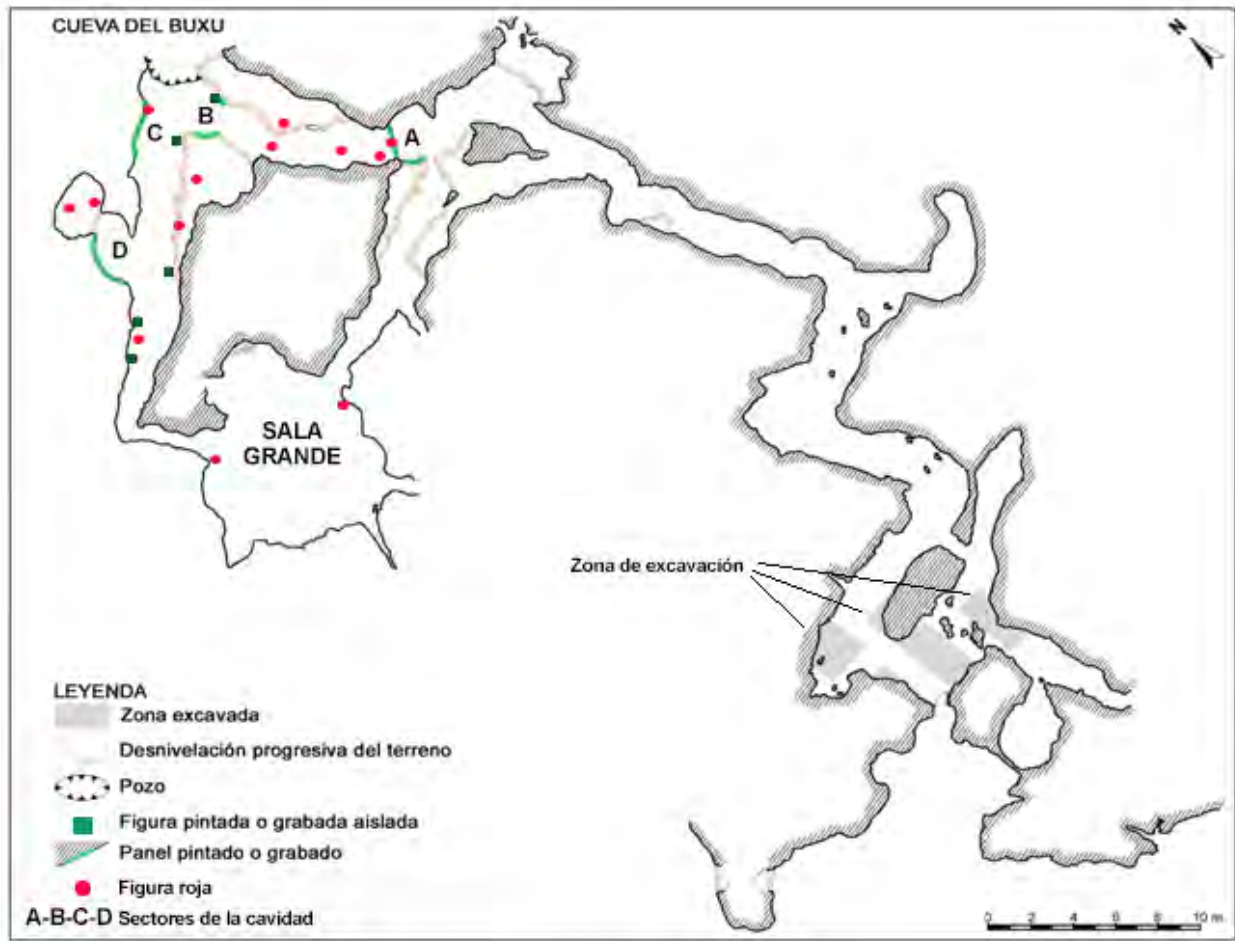 CUEVA DEL BUXU
N
B
C
A
D
SALA
GRANDE
Zona de excavación
LEYENDA
Zona excavada
Desnivelación progresiva del terreno
Pozo
Figura pintada o grabada aislada
Panel pintado o grabado
Figura roja
A-B-C-D Sectores de la cavidad
0 2 4 6 8 10 m.